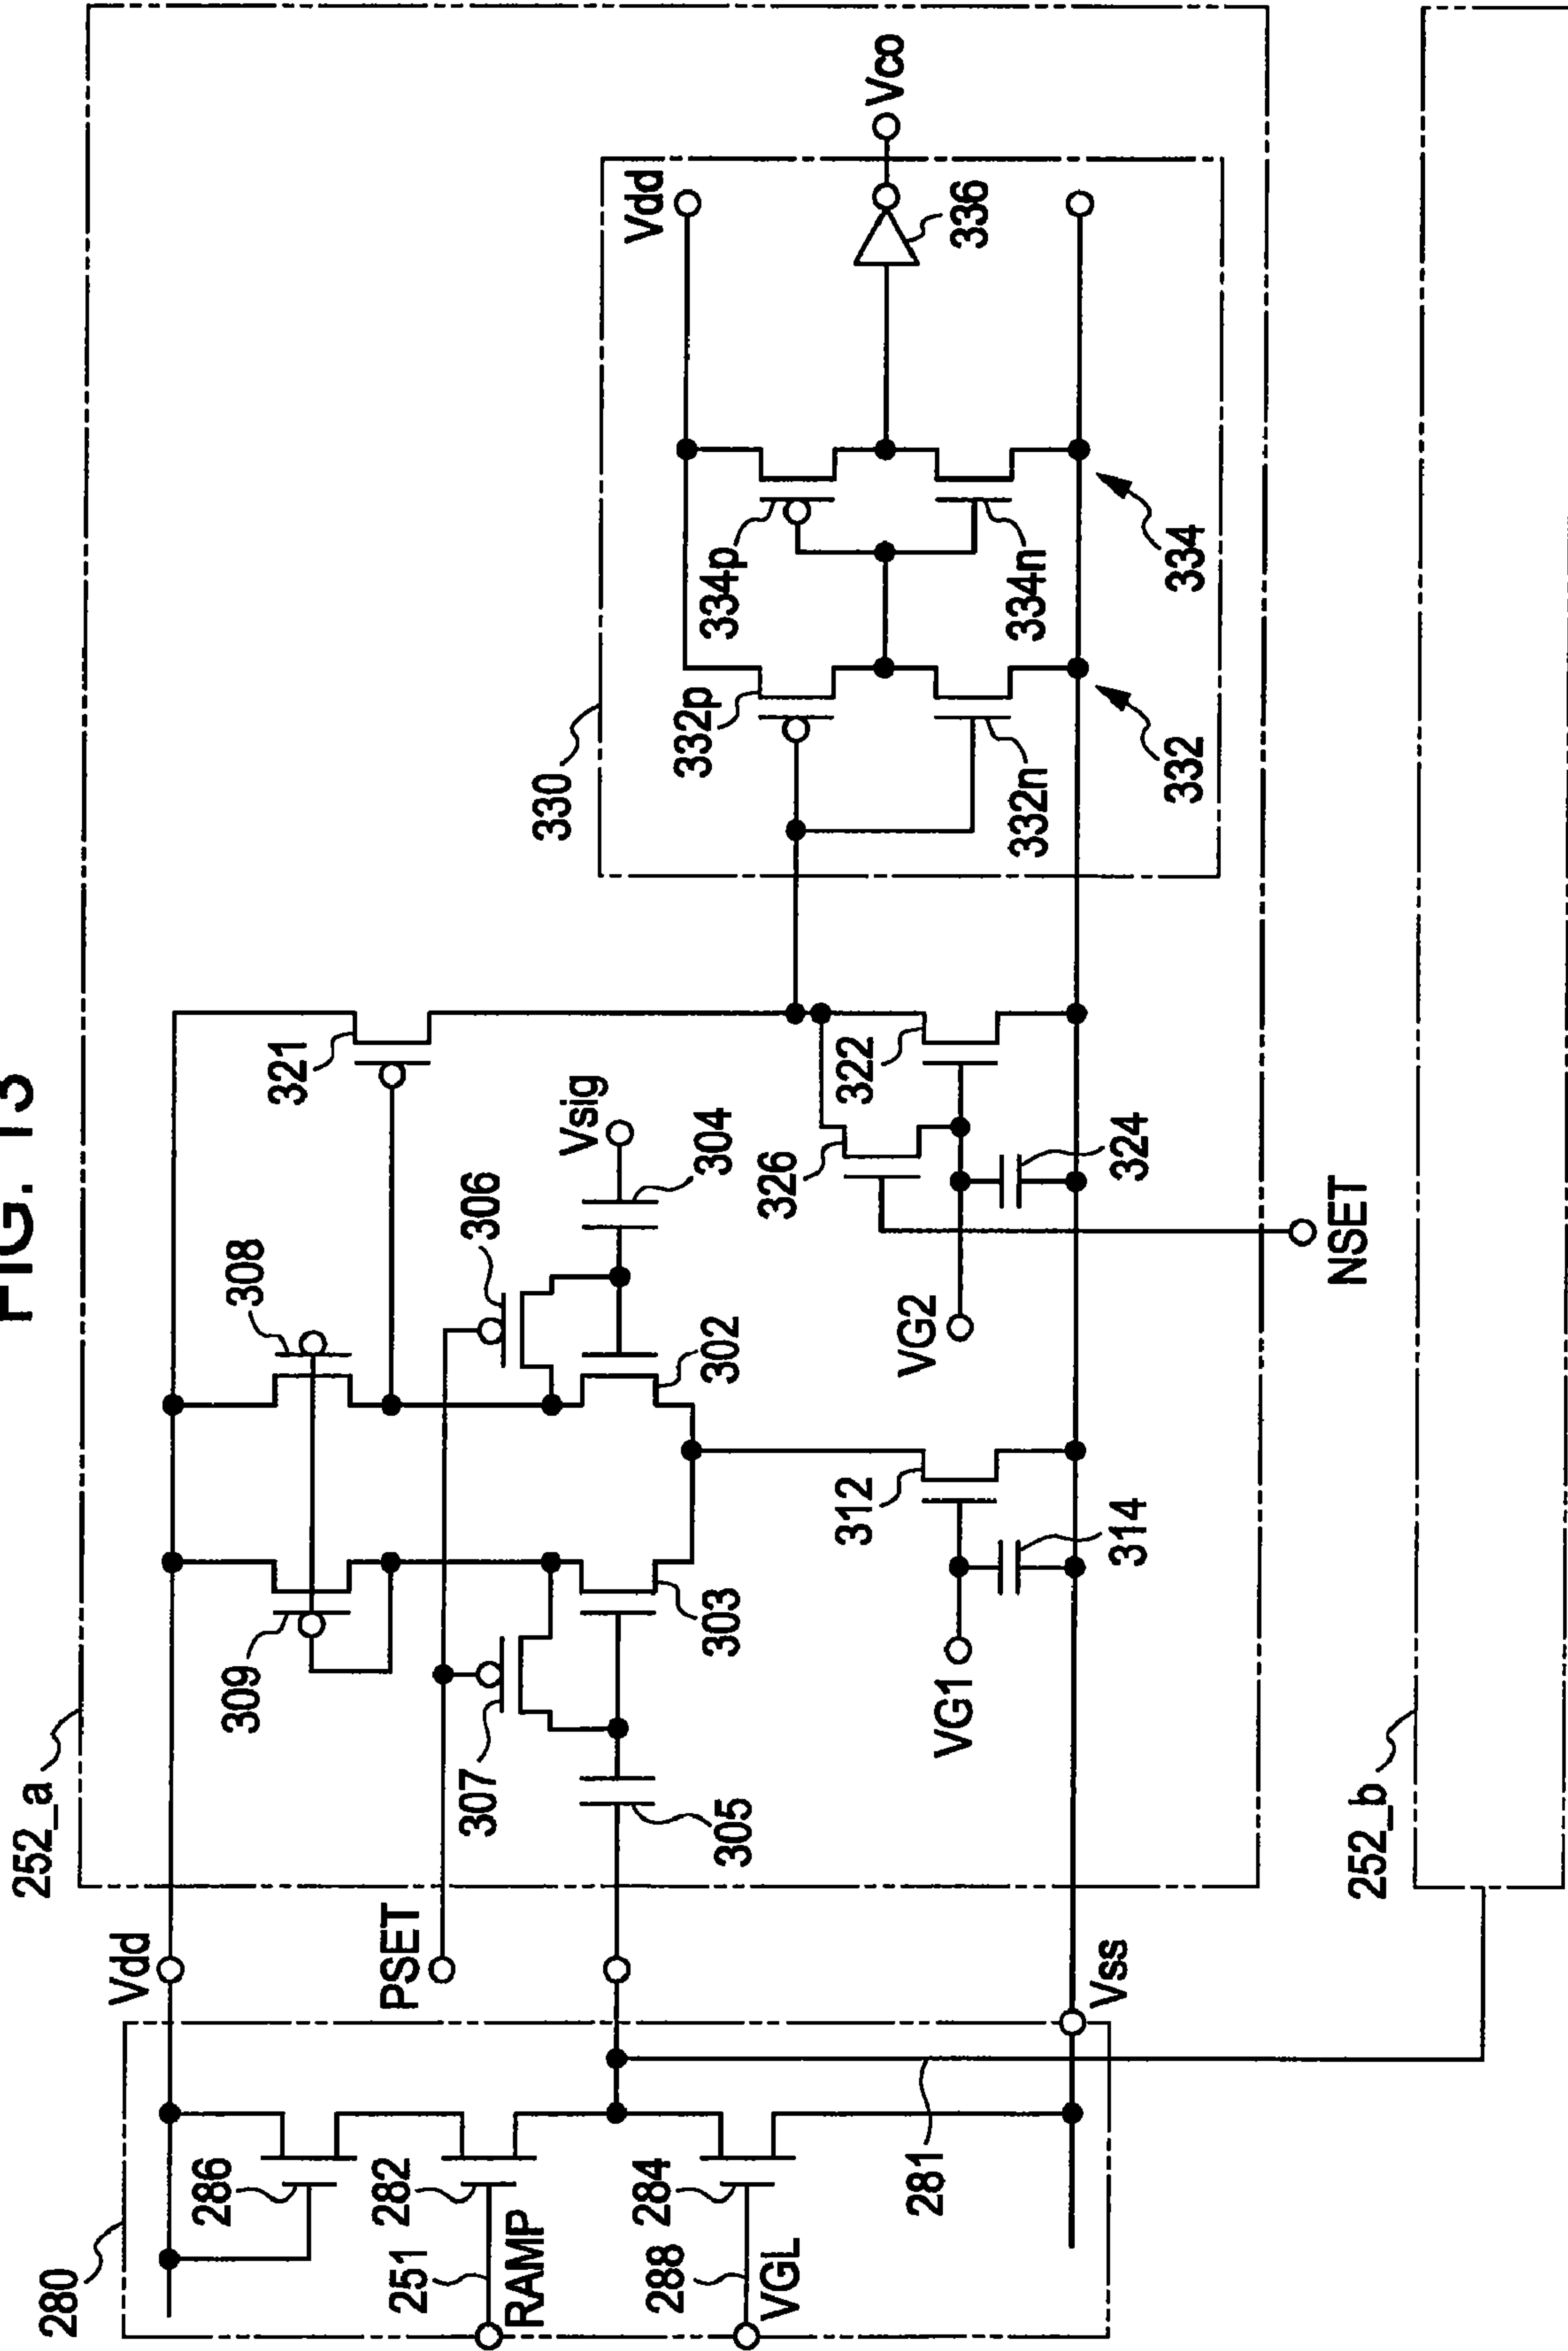 FIG. 13
280
252_a
Vdd
286
309
308
321
PSET
307
306
Vsig
304
282
251
RAMP
305
303
302
330
332p
334p
Vdd
336
Vco
284
288
VGL
281
VG1
312
314
VG2
326
322
324
332n
334n
332
334
Vss
NSET
252_b